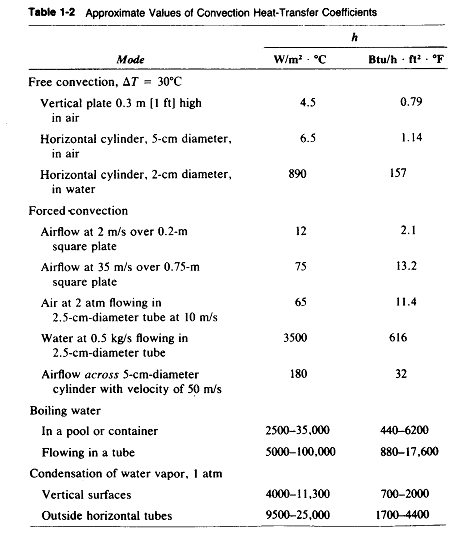 Table 1-2 Approximate Values of Convection Heat-Transfer Coefficients
h
Mode W/m² · °C Btu/h · ft² · °F
Free convection, ΔT = 30°C
Vertical plate 0.3 m [1 ft] high 4.5 0.79
in air
Horizontal cylinder, 5-cm diameter, 6.5 1.14
in air
Horizontal cylinder, 2-cm diameter, 890 157
in water
Forced convection
Airflow at 2 m/s over 0.2-m 12 2.1
square plate
Airflow at 35 m/s over 0.75-m 75 13.2
square plate
Air at 2 atm flowing in 65 11.4
2.5-cm-diameter tube at 10 m/s
Water at 0.5 kg/s flowing in 3500 616
2.5-cm-diameter tube
Airflow across 5-cm-diameter 180 32
cylinder with velocity of 50 m/s
Boiling water
In a pool or container 2500–35,000 440–6200
Flowing in a tube 5000–100,000 880–17,600
Condensation of water vapor, 1 atm
Vertical surfaces 4000–11,300 700–2000
Outside horizontal tubes 9500–25,000 1700–4400